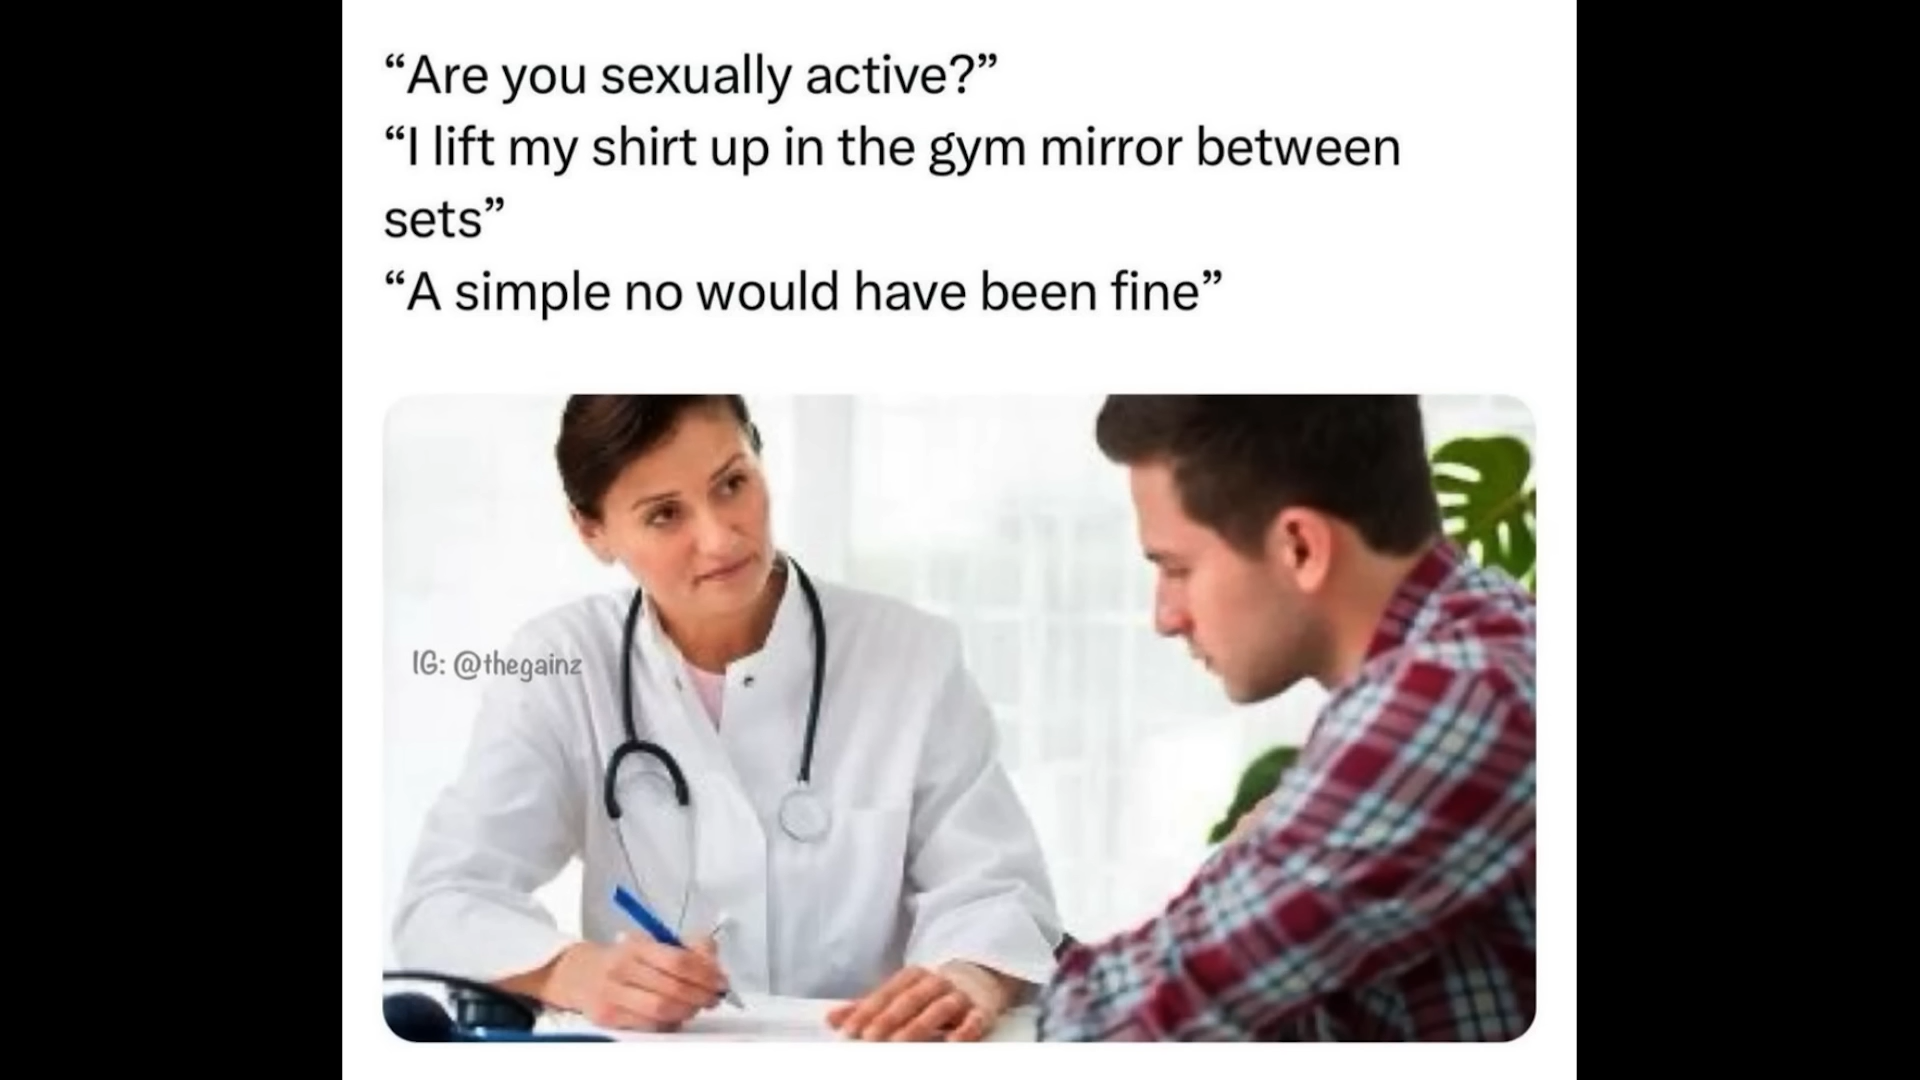 “Are you sexually active?”
“I lift my shirt up in the gym mirror between
sets”
“A simple no would have been fine”
IG: @thegainz